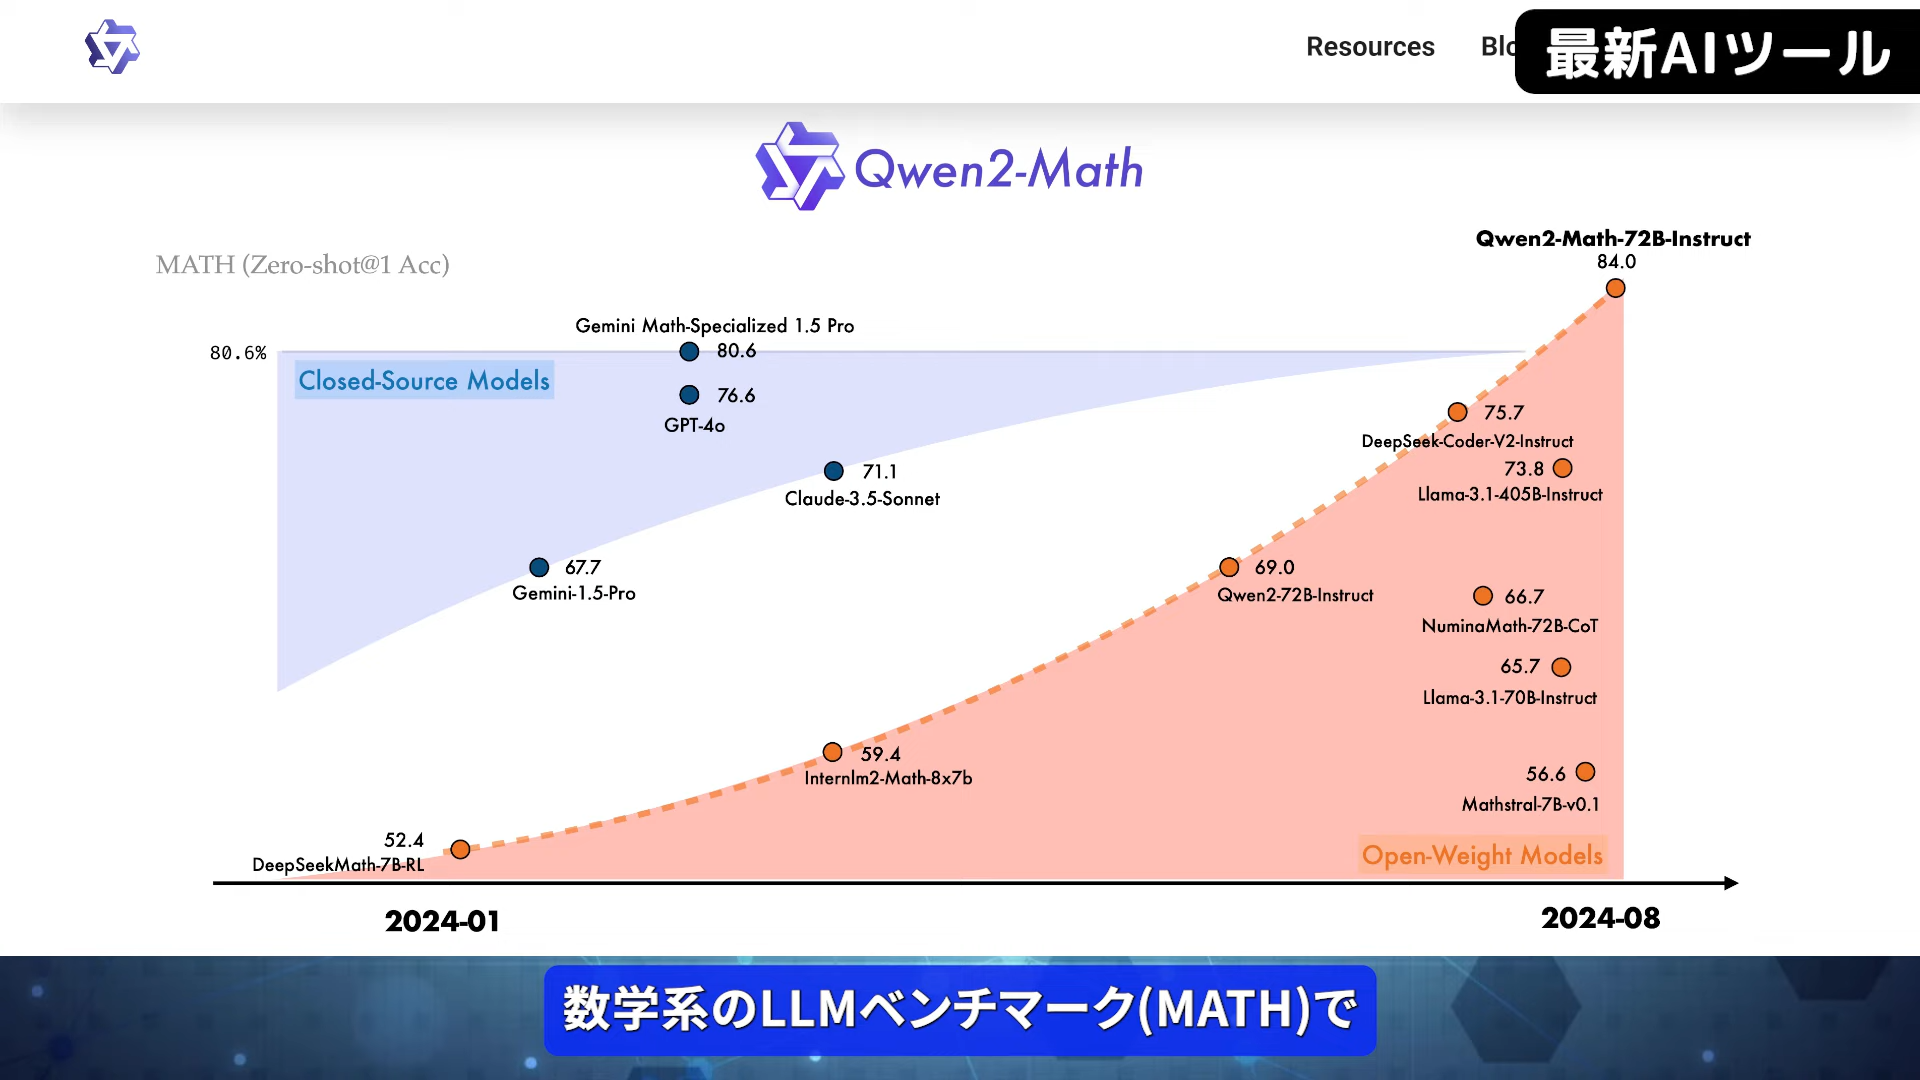 Resources
Blo
最新AIツール
Qwen2-Math
MATH (Zero-shot@1 Acc)
Qwen2-Math-72B-Instruct
84.0
Gemini Math-Specialized 1.5 Pro
80.6%
80.6
Closed-Source Models
76.6
GPT-4o
75.7
DeepSeek-Coder-V2-Instruct
71.1
Claude-3.5-Sonnet
73.8
Llama-3.1-405B-Instruct
67.7
Gemini-1.5-Pro
69.0
Qwen2-72B-Instruct
66.7
NuminaMath-72B-CoT
65.7
Llama-3.1-70B-Instruct
59.4
Internlm2-Math-8x7b
56.6
Mathstral-7B-v0.1
52.4
DeepSeekMath-7B-RL
Open-Weight Models
2024-01
2024-08
数学系のLLMベンチマーク(MATH)で